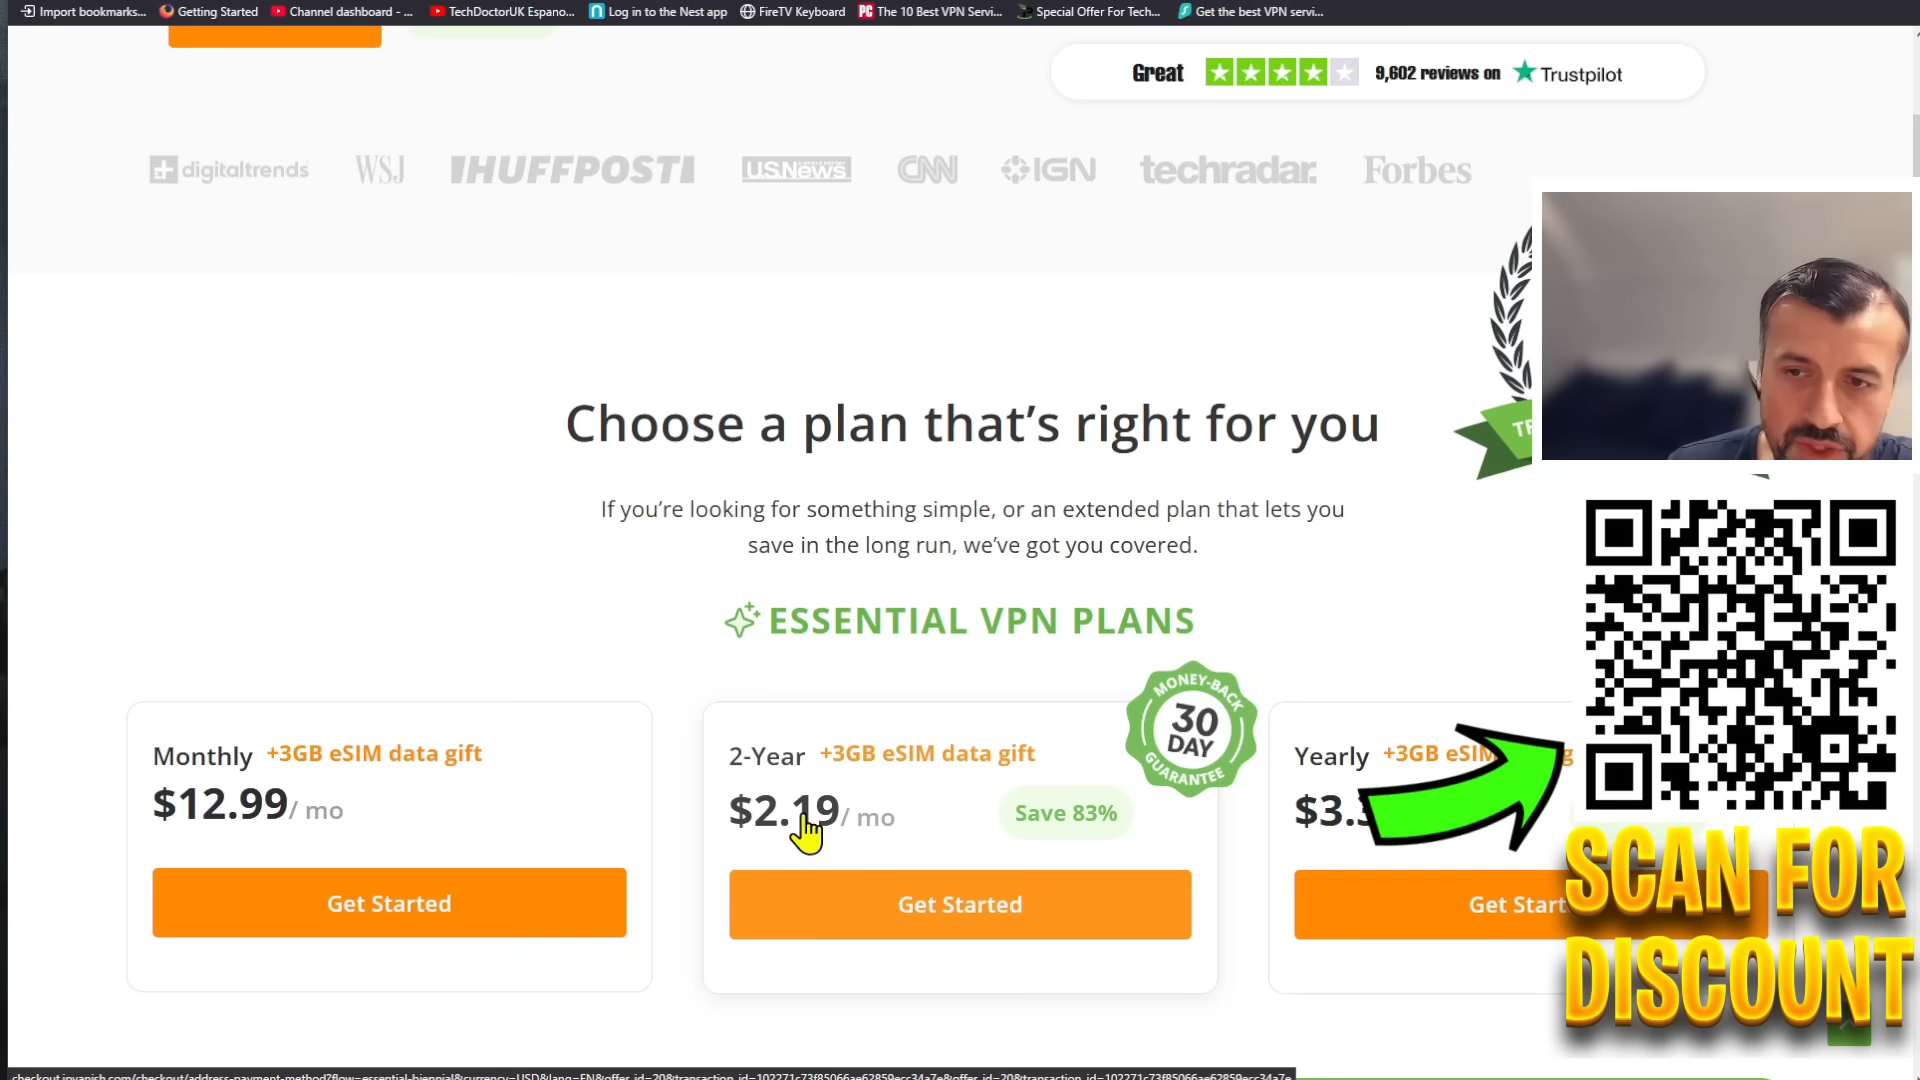 Import bookmarks... Getting Started Channel dashboard - ... TechDoctorUK Espano... Log in to the Nest app FireTV Keyboard PC The 10 Best VPN Servi... Special Offer For Tech... Get the best VPN servi...
Great 9,602 reviews on Trustpilot
digitaltrends WSJ HUFFPOST U.S.News CNN IGN techradar. Forbes
Choose a plan that's right for you
If you're looking for something simple, or an extended plan that lets you
save in the long run, we've got you covered.
ESSENTIAL VPN PLANS
MONEY-BACK
30
DAY
GUARANTEE
Monthly +3GB eSIM data gift
$12.99/ mo
Get Started
2-Year +3GB eSIM data gift
$2.19/ mo Save 83%
Get Started
Yearly +3GB eSIM
$3.
Get Start
SCAN FOR
DISCOUNT